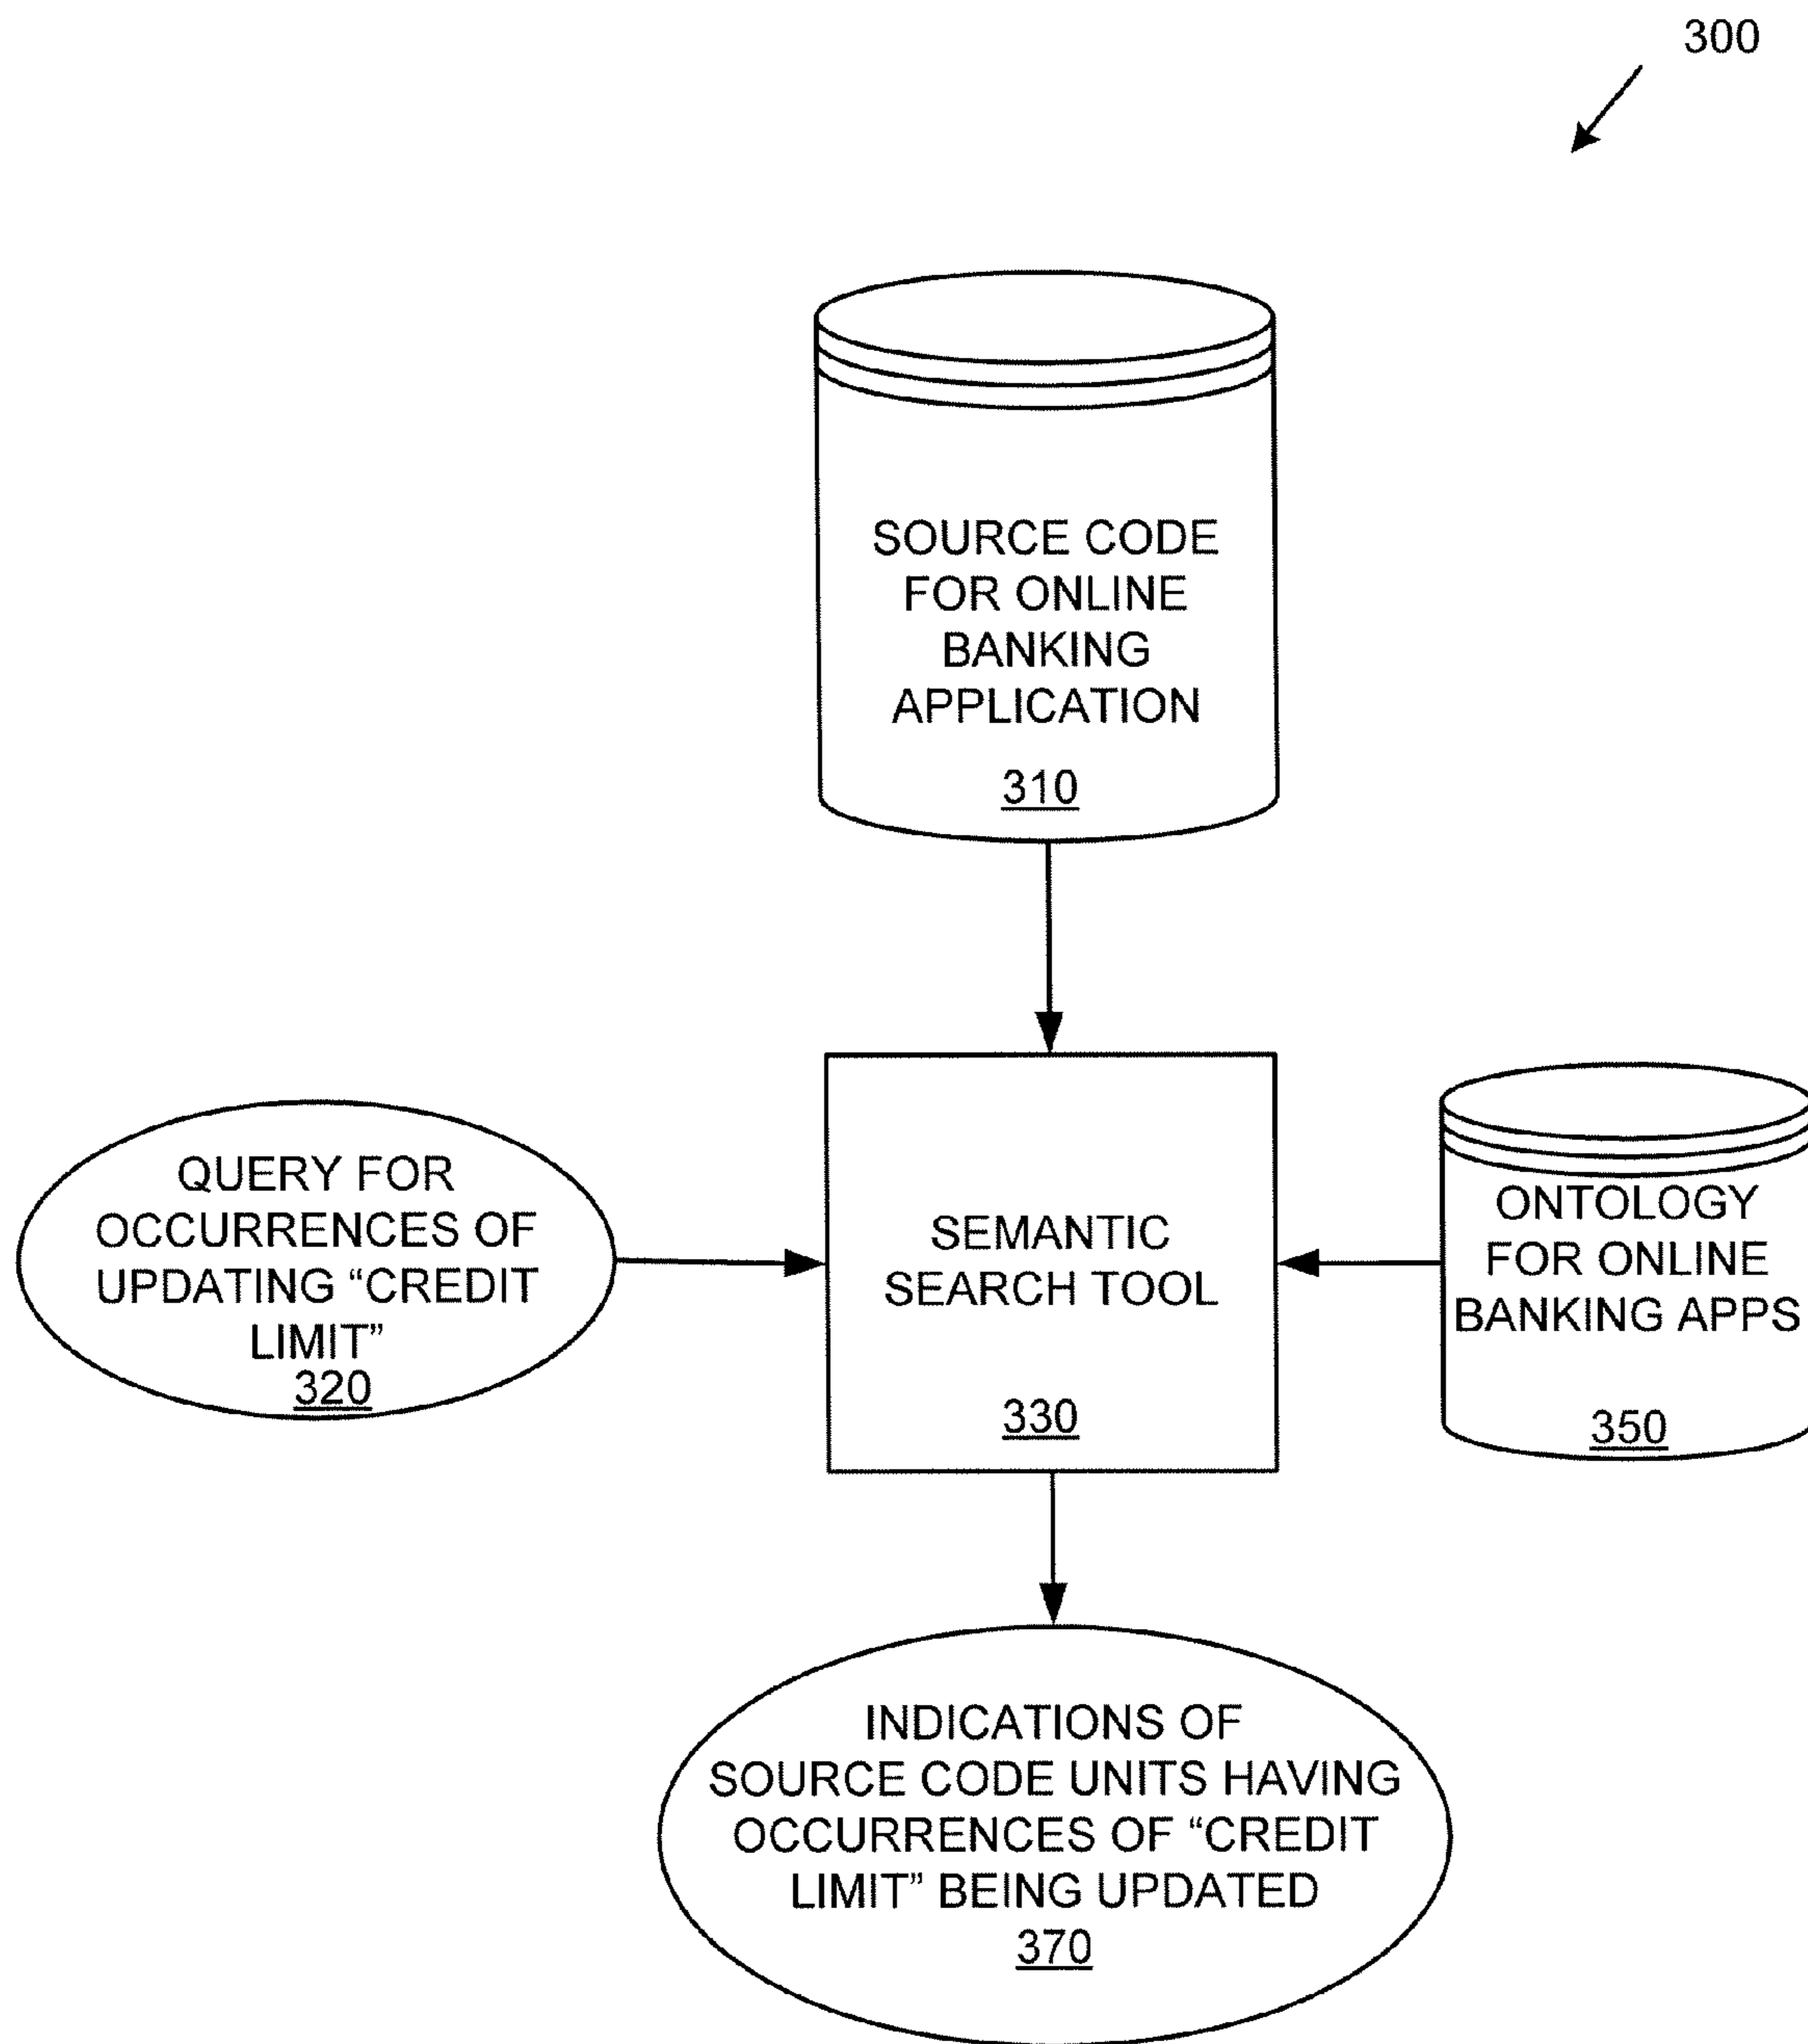 300
SOURCE CODE
FOR ONLINE
BANKING
APPLICATION
310
QUERY FOR
OCCURRENCES OF
UPDATING “CREDIT
LIMIT”
320
SEMANTIC
SEARCH TOOL
330
ONTOLOGY
FOR ONLINE
BANKING APPS
350
INDICATIONS OF
SOURCE CODE UNITS HAVING
OCCURRENCES OF “CREDIT
LIMIT” BEING UPDATED
370